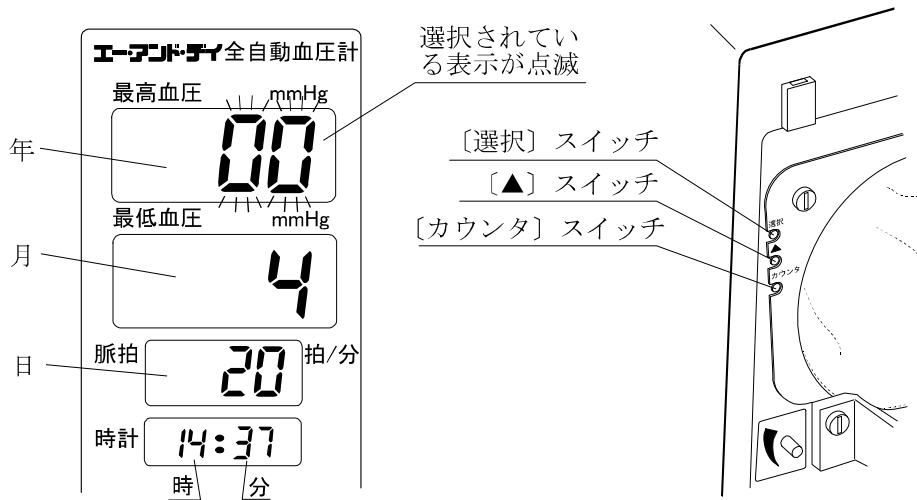 エー・アンド・デイ全自動血圧計
最高血圧 mmHg
00
年
最低血圧 mmHg
4
月
脈拍 20 拍/分
日
時計 14:37
時 分
選択されてい
る表示が点滅
〔選択〕スイッチ
〔▲〕スイッチ
〔カウンタ〕スイッチ
選択
▲
カウンタ